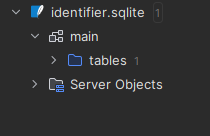 identifier.sqlite 1
main
tables 1
Server Objects